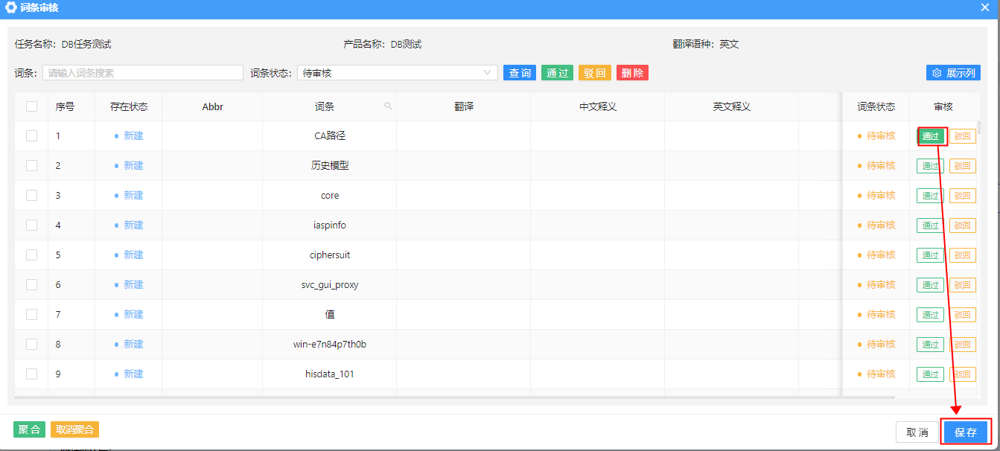 词条审核
任务名称：DB任务测试 产品名称：DB测试 翻译语种：英文
词条： 请输入词条搜索 词条状态： 待审核 查 询 通 过 驳 回 删 除 展示列
序号 存在状态 Abbr 词条 翻译 中文释义 英文释义 词条状态 审核
1 新建 CA路径 待审核 通过 驳回
2 新建 历史模型 待审核 通过 驳回
3 新建 core 待审核 通过 驳回
4 新建 iaspinfo 待审核 通过 驳回
5 新建 ciphersuit 待审核 通过 驳回
6 新建 svc_gui_proxy 待审核 通过 驳回
7 新建 值 待审核 通过 驳回
8 新建 win-e7n84p7th0b 待审核 通过 驳回
9 新建 hisdata_101 待审核 通过 驳回
聚 合 取消聚合 取 消 保 存